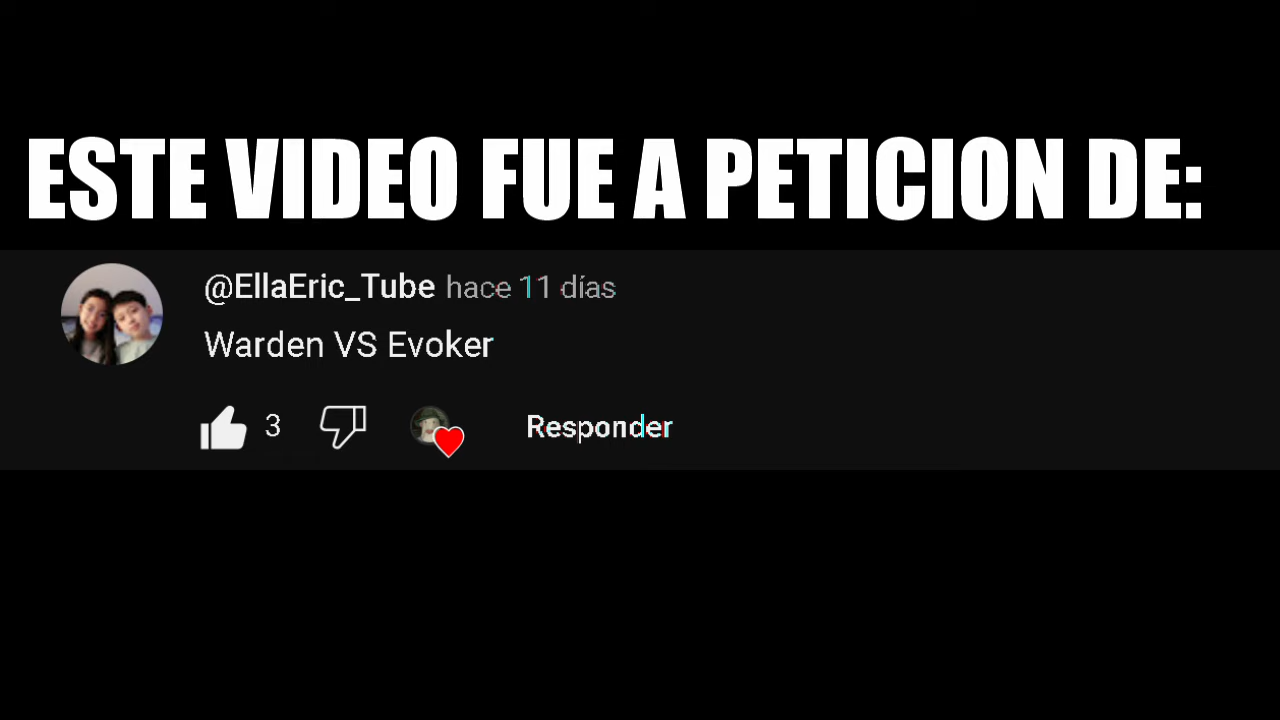 ESTE VIDEO FUE A PETICION DE:
@EllaEric_Tube hace 11 días
Warden VS Evoker
3 Responder